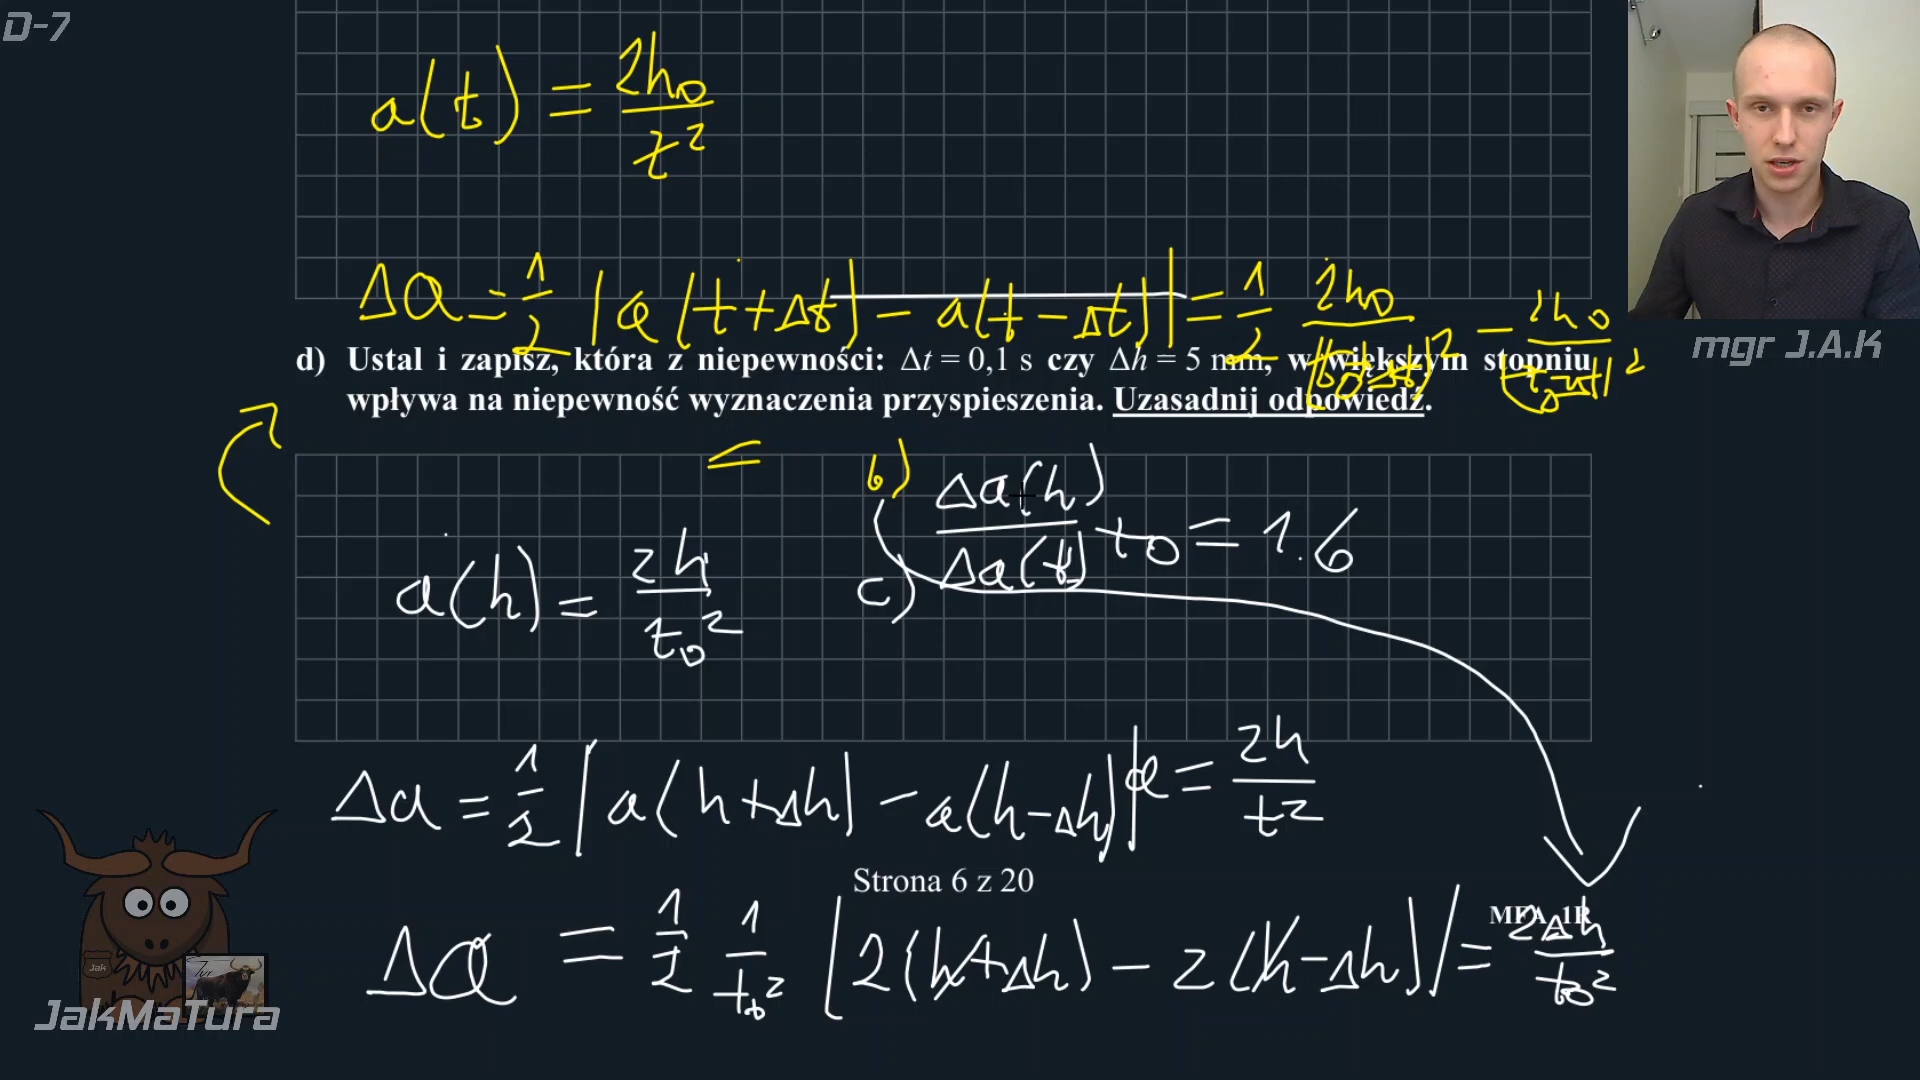 D-7
a(t) = 2h₀/t²
Δa = 1/2 |a(t+Δt) - a(t-Δt)| = 1/2 2h₀/(t₀+Δt)² - 2h₀/(t₀-Δt)²
mgr J.A.K
d) Ustal i zapisz, która z niepewności: Δt = 0,1 s czy Δh = 5 mm, w większym stopniu
wpływa na niepewność wyznaczenia przyspieszenia. Uzasadnij odpowiedź.
=
b) Δa(h)/Δa(t) t₀ = 1.6
a(h) = 2h/t₀²
c)
Δa = 1/2 |a(h+Δh) - a(h-Δh)| a = 2h/t²
Strona 6 z 20
MFA_1R
Δa = 1/2 1/t₀² |2(h+Δh) - 2(h-Δh)| = 2Δh/t₀²
Jak
Tur
JakMaTura